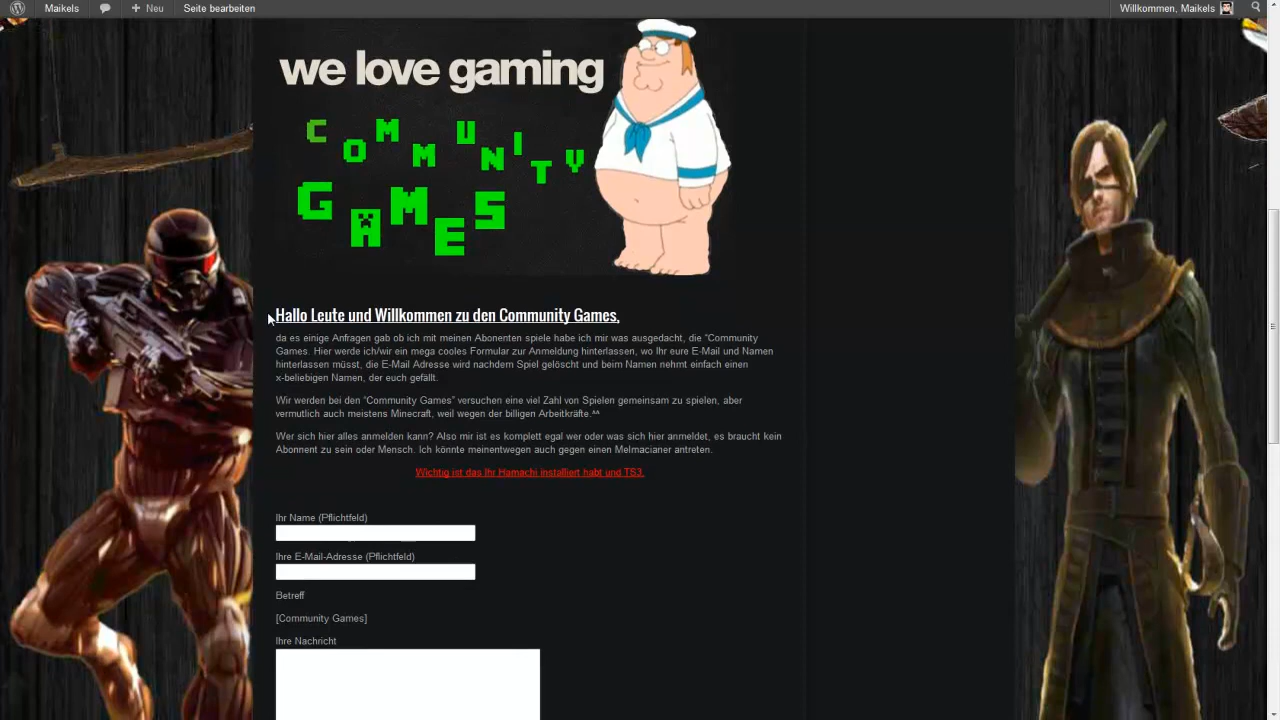 Maikels
Neu
Seite bearbeiten
Willkommen, Maikels
we love gaming
COMMUNITY
GAMES
Hallo Leute und Willkommen zu den Community Games,
da es einige Anfragen gab ob ich mit meinen Abonenten spiele habe ich mir was ausgedacht, die "Community
Games. Hier werde ich/wir ein mega cooles Formular zur Anmeldung hinterlassen, wo Ihr eure E-Mail und Namen
hinterlassen müsst, die E-Mail Adresse wird nachdem Spiel gelöscht und beim Namen nehmt einfach einen
x-beliebigen Namen, der euch gefällt.
Wir werden bei den "Community Games" versuchen eine viel Zahl von Spielen gemeinsam zu spielen, aber
vermutlich auch meistens Minecraft, weil wegen der billigen Arbeitkräfte.^^
Wer sich hier alles anmelden kann? Also mir ist es komplett egal wer oder was sich hier anmeldet, es braucht kein
Abonnent zu sein oder Mensch. Ich könnte meinentwegen auch gegen einen Melmacianer antreten.
Wichtig ist das Ihr Hamachi installiert habt und TS3.
Ihr Name (Pflichtfeld)
Ihre E-Mail-Adresse (Pflichtfeld)
Betreff
[Community Games]
Ihre Nachricht